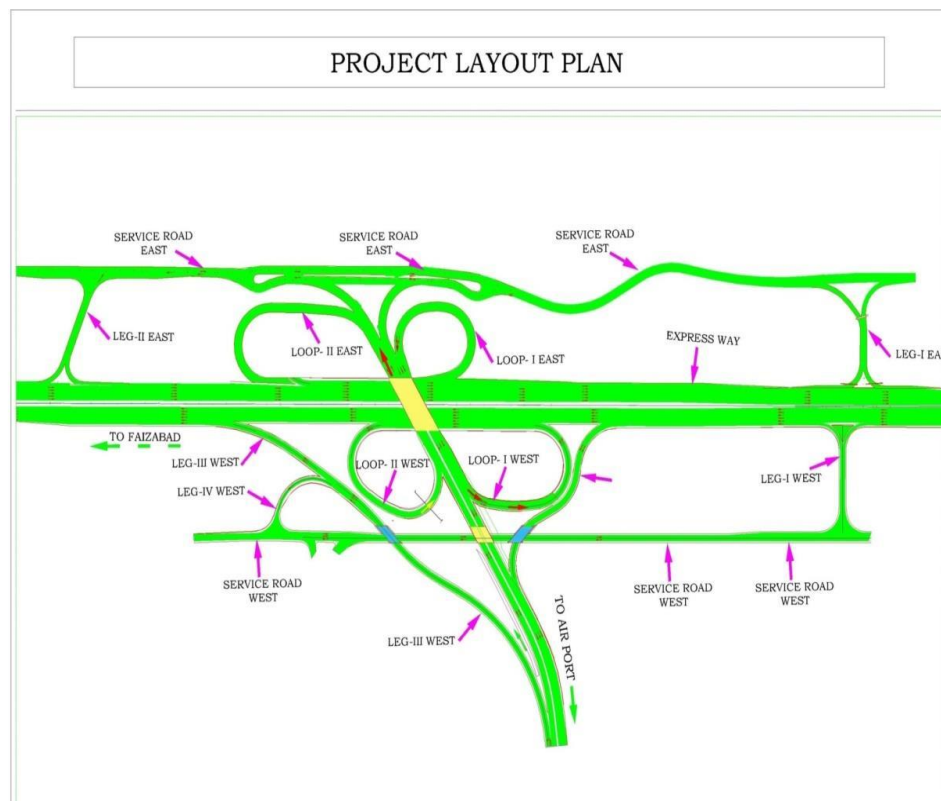 PROJECT LAYOUT PLAN
SERVICE ROAD
EAST
SERVICE ROAD
EAST
SERVICE ROAD
EAST
LEG-II EAST
LOOP- II EAST
LOOP- I EAST
EXPRESS WAY
LEG-I EA
TO FAIZABAD
LEG-III WEST
LOOP- II WEST
LOOP- I WEST
LEG-I WEST
LEG-IV WEST
SERVICE ROAD
WEST
SERVICE ROAD
WEST
SERVICE ROAD
WEST
LEG-III WEST
TO AIR PORT